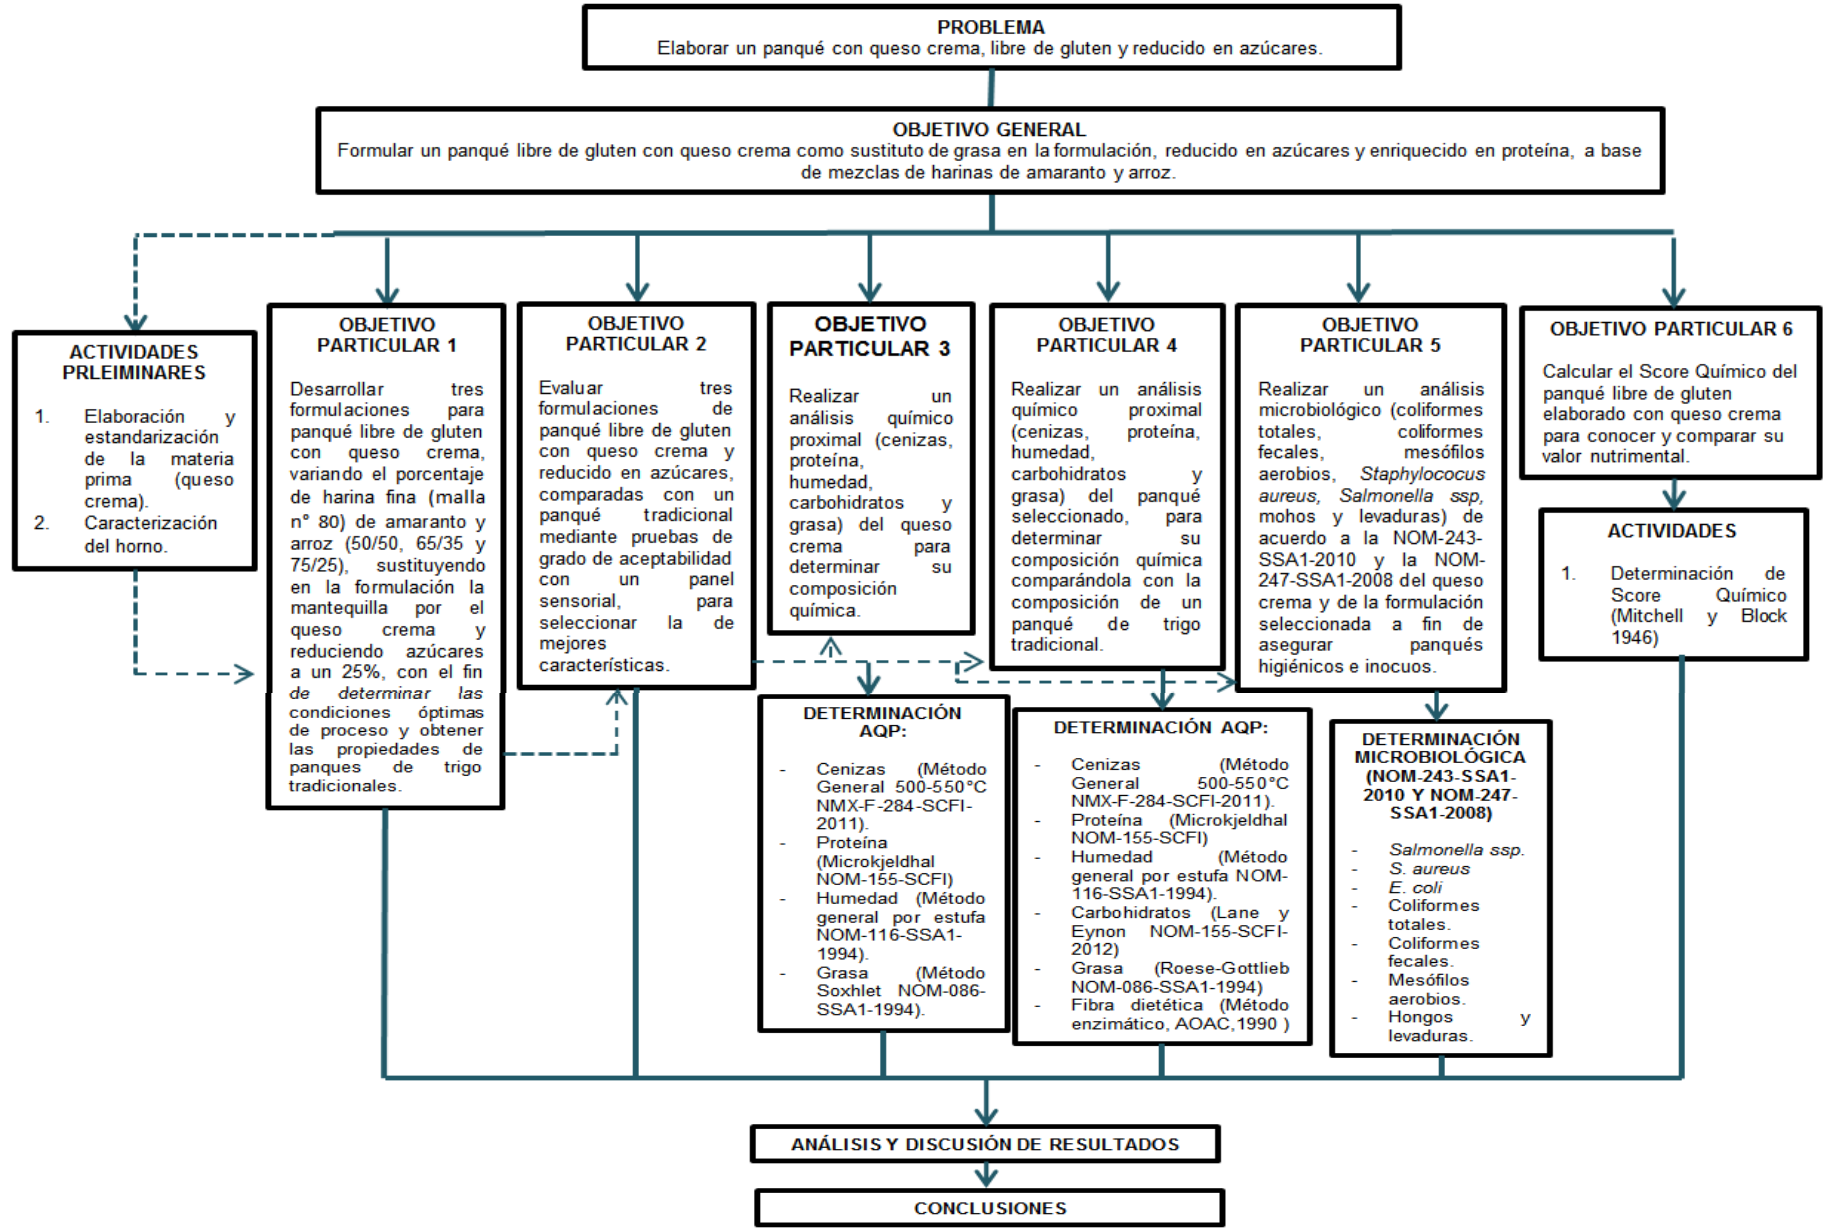 PROBLEMA
Elaborar un panqué con queso crema, libre de gluten y reducido en azúcares.
OBJETIVO GENERAL
Formular un panqué libre de gluten con queso crema como sustituto de grasa en la formulación, reducido en azúcares y enriquecido en proteína, a base
de mezclas de harinas de amaranto y arroz.
ACTIVIDADES
PRLEIMINARES
1. Elaboración y
estandarización
de la materia
prima (queso
crema).
2. Caracterización
del horno.
OBJETIVO
PARTICULAR 1
Desarrollar tres
formulaciones para
panqué libre de gluten
con queso crema,
variando el porcentaje
de harina fina (malla
n° 80) de amaranto y
arroz (50/50, 65/35 y
75/25), sustituyendo
en la formulación la
mantequilla por el
queso crema y
reduciendo azúcares
a un 25%, con el fin
de determinar las
condiciones óptimas
de proceso y obtener
las propiedades de
panques de trigo
tradicionales.
OBJETIVO
PARTICULAR 2
Evaluar tres
formulaciones de
panqué libre de gluten
con queso crema y
reducido en azúcares,
comparadas con un
panqué tradicional
mediante pruebas de
grado de aceptabilidad
con un panel
sensorial, para
seleccionar la de
mejores
características.
OBJETIVO
PARTICULAR 3
Realizar un
análisis químico
proximal (cenizas,
proteína,
humedad,
carbohidratos y
grasa) del queso
crema para
determinar su
composición
química.
OBJETIVO
PARTICULAR 4
Realizar un análisis
químico proximal
(cenizas, proteína,
humedad,
carbohidratos y
grasa) del panqué
seleccionado, para
determinar su
composición química
comparándola con la
composición de un
panqué de trigo
tradicional.
OBJETIVO
PARTICULAR 5
Realizar un análisis
microbiológico (coliformes
totales, coliformes
fecales, mesófilos
aerobios, Staphylococus
aureus, Salmonella ssp,
mohos y levaduras) de
acuerdo a la NOM-243-
SSA1-2010 y la NOM-
247-SSA1-2008 del queso
crema y de la formulación
seleccionada a fin de
asegurar panqués
higiénicos e inocuos.
OBJETIVO PARTICULAR 6
Calcular el Score Químico del
panqué libre de gluten
elaborado con queso crema
para conocer y comparar su
valor nutrimental.
ACTIVIDADES
1. Determinación de
Score Químico
(Mitchell y Block
1946)
DETERMINACIÓN
AQP:
- Cenizas (Método
General 500-550°C
NMX-F-284-SCFI-
2011).
- Proteína
(Microkjeldhal
NOM-155-SCFI)
- Humedad (Método
general por estufa
NOM-116-SSA1-
1994).
- Grasa (Método
Soxhlet NOM-086-
SSA1-1994).
DETERMINACIÓN AQP:
- Cenizas (Método
General 500-550°C
NMX-F-284-SCFI-2011).
- Proteína (Microkjeldhal
NOM-155-SCFI)
- Humedad (Método
general por estufa NOM-
116-SSA1-1994).
- Carbohidratos (Lane y
Eynon NOM-155-SCFI-
2012)
- Grasa (Roese-Gottlieb
NOM-086-SSA1-1994)
- Fibra dietética (Método
enzimático, AOAC,1990 )
DETERMINACIÓN
MICROBIOLÓGICA
(NOM-243-SSA1-
2010 Y NOM-247-
SSA1-2008)
- Salmonella ssp.
- S. aureus
- E. coli
- Coliformes
totales.
- Coliformes
fecales.
- Mesófilos
aerobios.
- Hongos y
levaduras.
ANÁLISIS Y DISCUSIÓN DE RESULTADOS
CONCLUSIONES